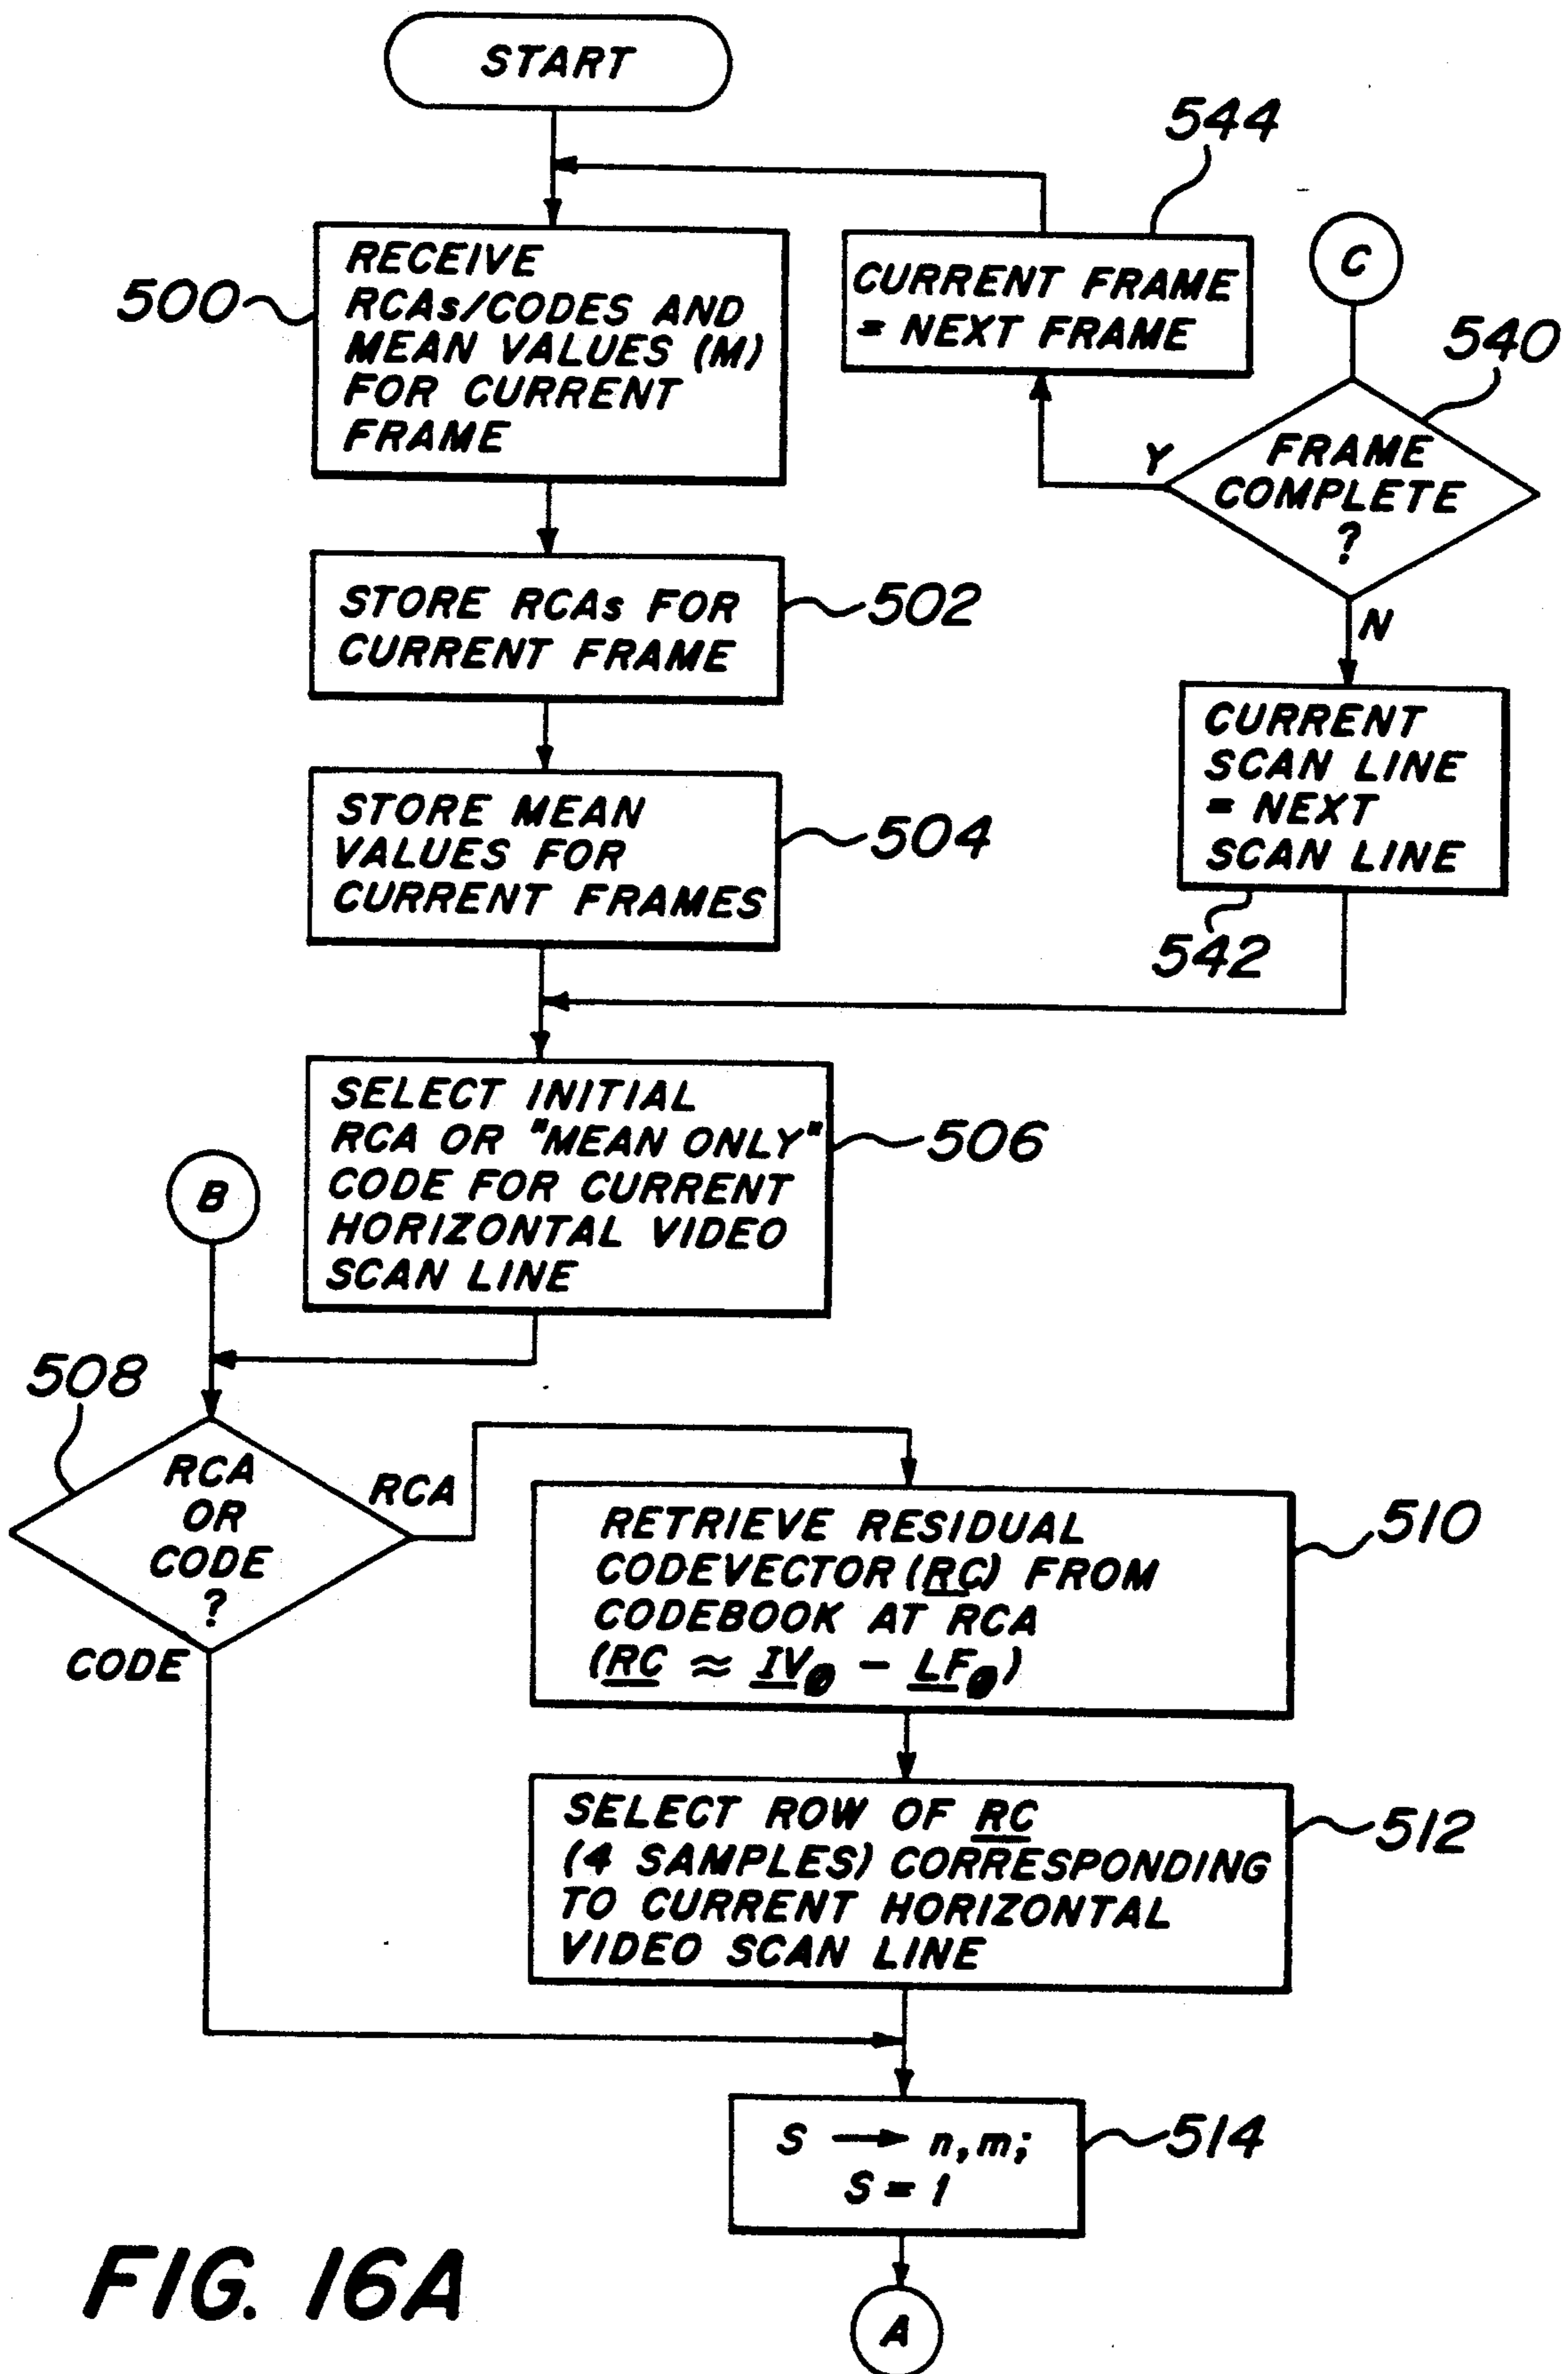 START
544
500
RECEIVE
RCAs/CODES AND
MEAN VALUES (M)
FOR CURRENT
FRAME
CURRENT FRAME
= NEXT FRAME
C
540
FRAME
COMPLETE
?
Y
N
STORE RCAs FOR
CURRENT FRAME
502
CURRENT
SCAN LINE
= NEXT
SCAN LINE
542
STORE MEAN
VALUES FOR
CURRENT FRAMES
504
SELECT INITIAL
RCA OR "MEAN ONLY"
CODE FOR CURRENT
HORIZONTAL VIDEO
SCAN LINE
506
B
508
RCA
OR
CODE
?
RCA
CODE
RETRIEVE RESIDUAL
CODEVECTOR (RC) FROM
CODEBOOK AT RCA
(RC ≈ IV₀ − LF₀)
510
SELECT ROW OF RC
(4 SAMPLES) CORRESPONDING
TO CURRENT HORIZONTAL
VIDEO SCAN LINE
512
S → n,m;
S = 1
514
A
FIG. 16A